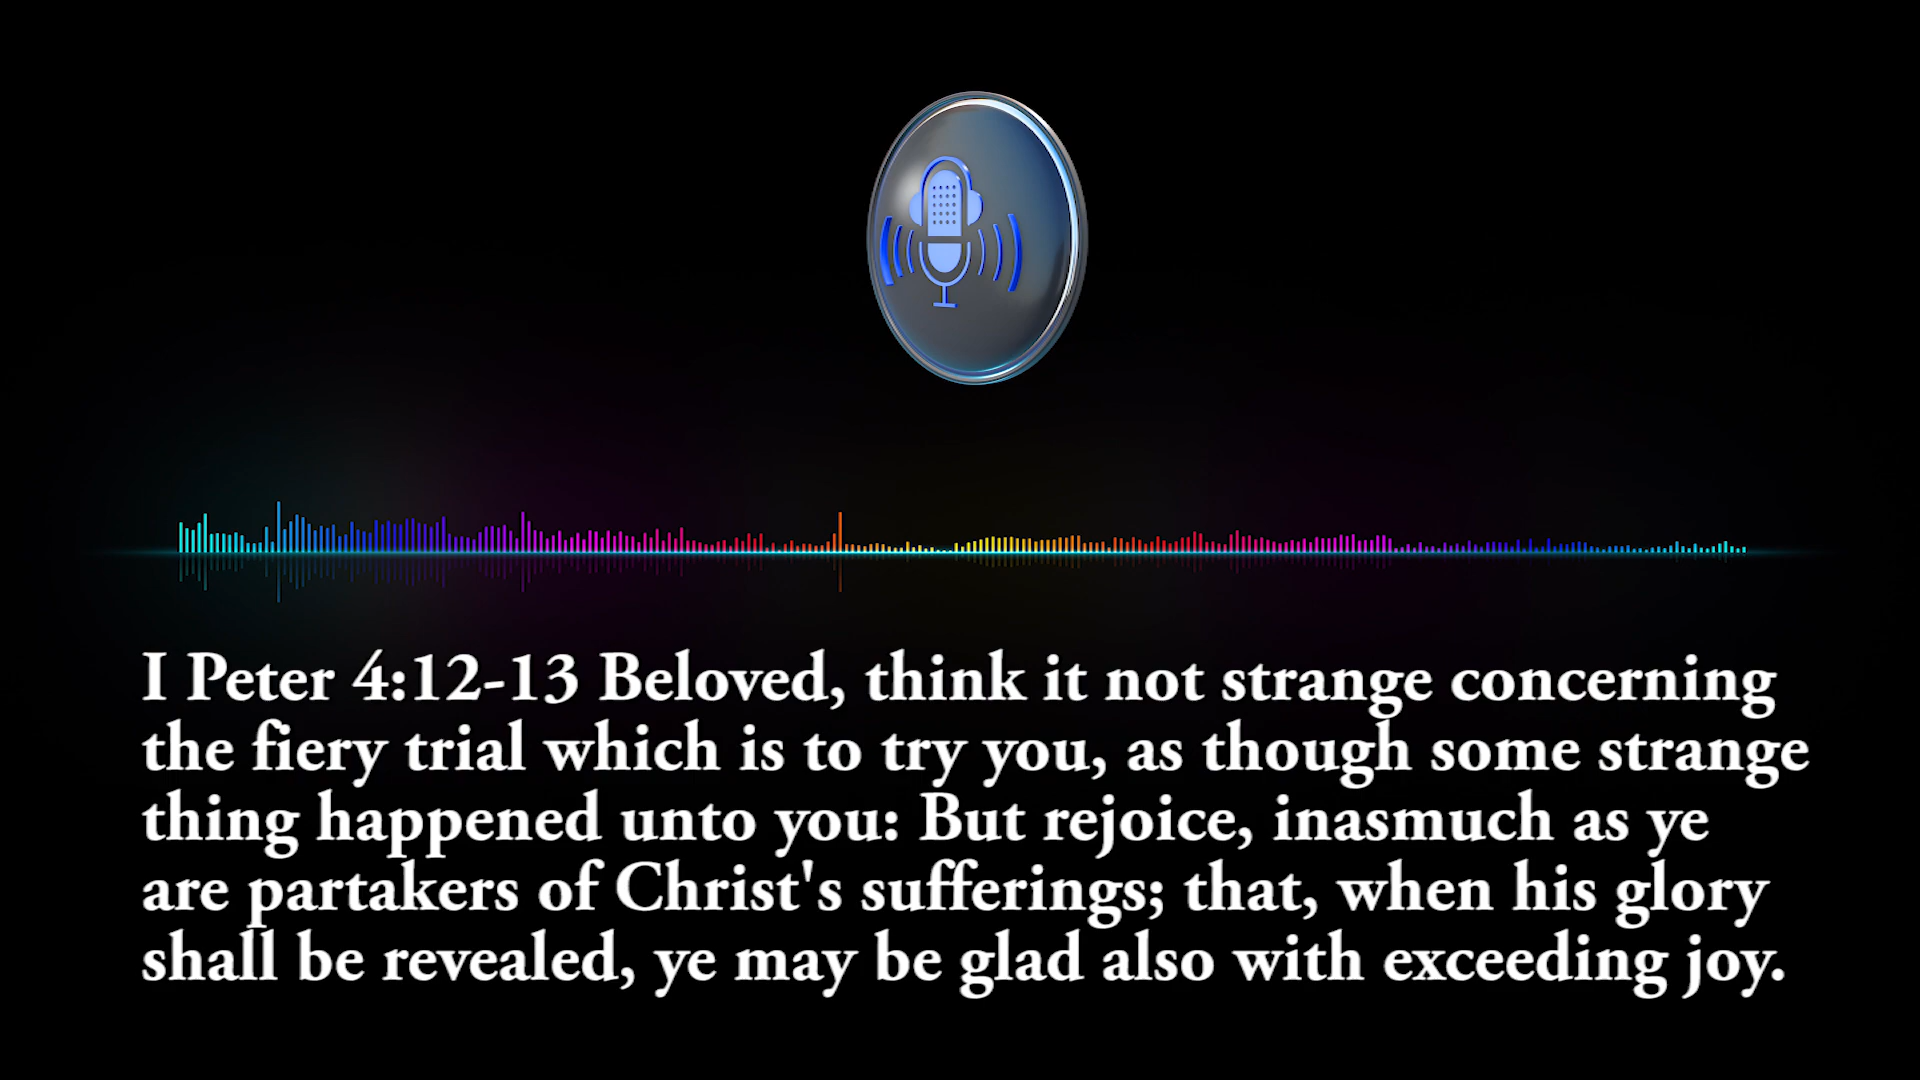 I Peter 4:12-13 Beloved, think it not strange concerning
the fiery trial which is to try you, as though some strange
thing happened unto you: But rejoice, inasmuch as ye
are partakers of Christ's sufferings; that, when his glory
shall be revealed, ye may be glad also with exceeding joy.